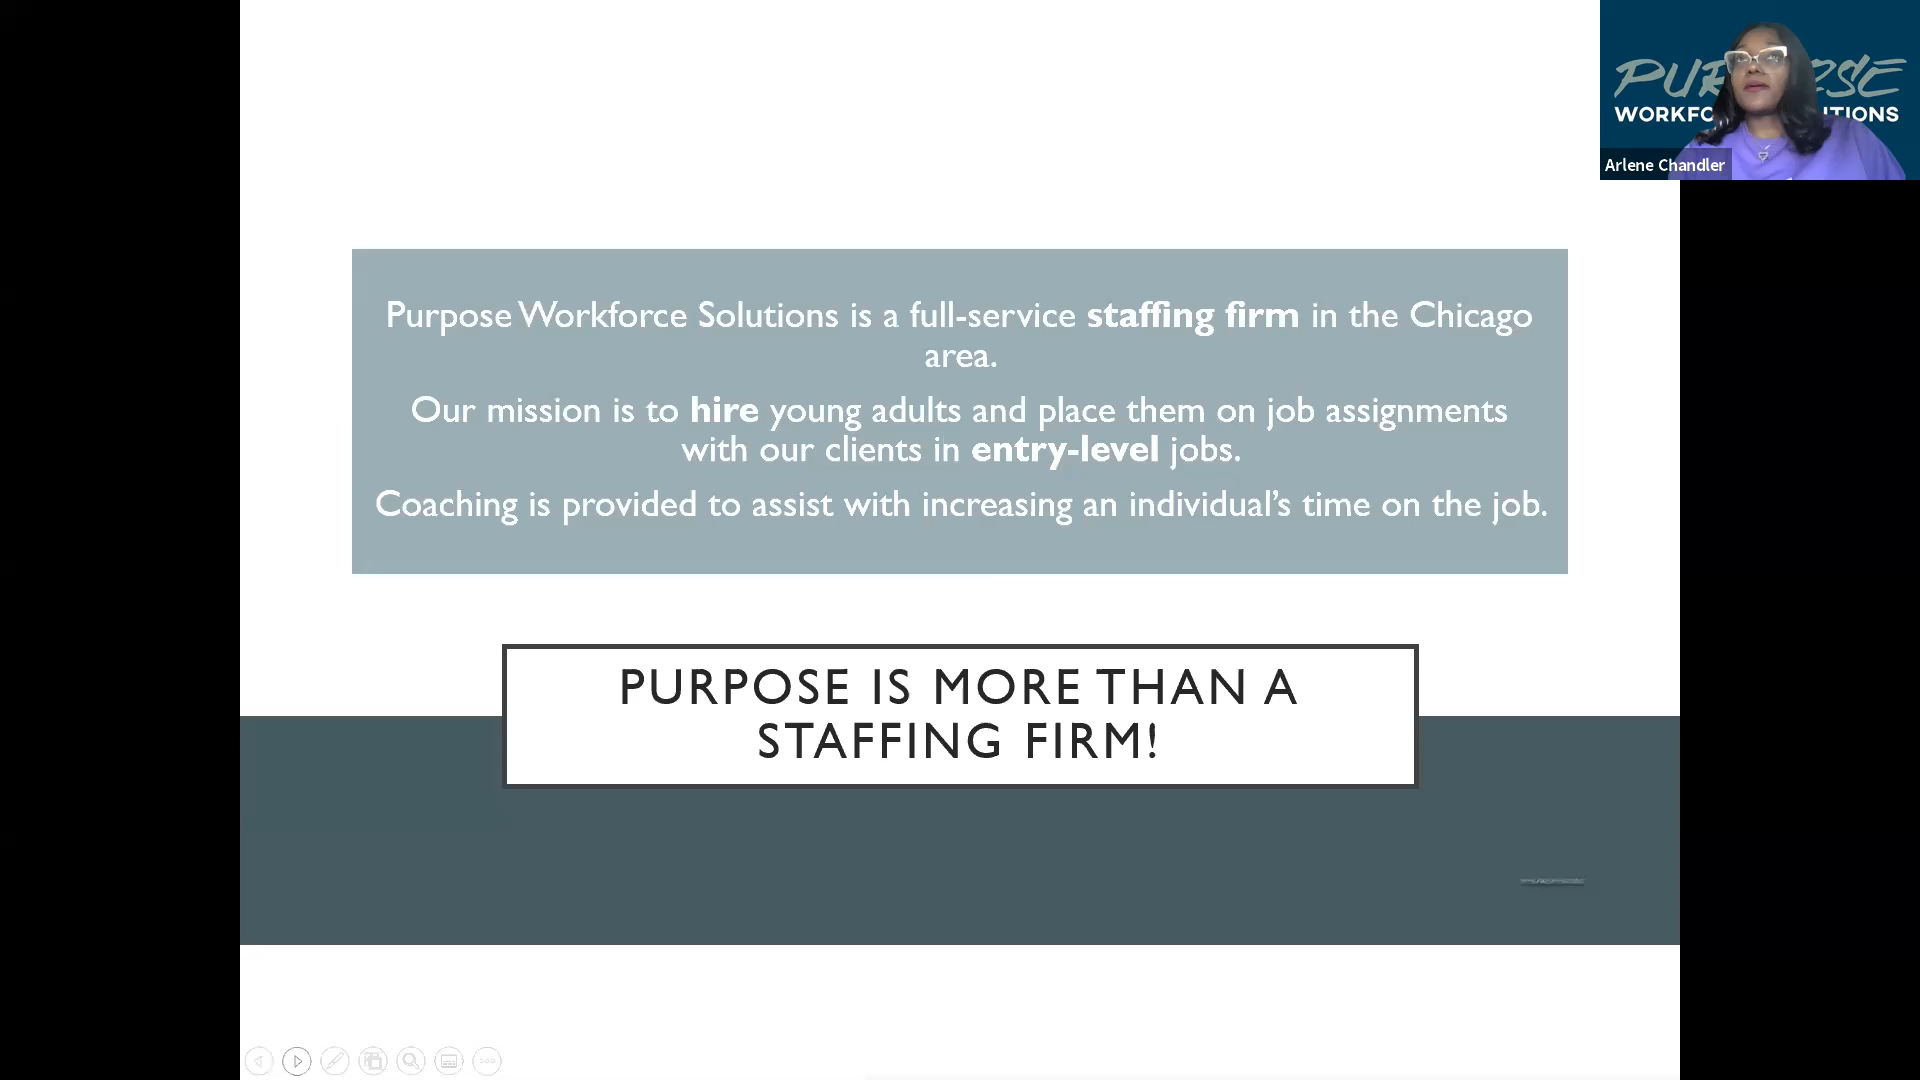 PUR
WORKFO
Arlene Chandler
Purpose Workforce Solutions is a full-service staffing firm in the Chicago
area.
Our mission is to hire young adults and place them on job assignments
with our clients in entry-level jobs.
Coaching is provided to assist with increasing an individual's time on the job.
PURPOSE IS MORE THAN A
STAFFING FIRM!